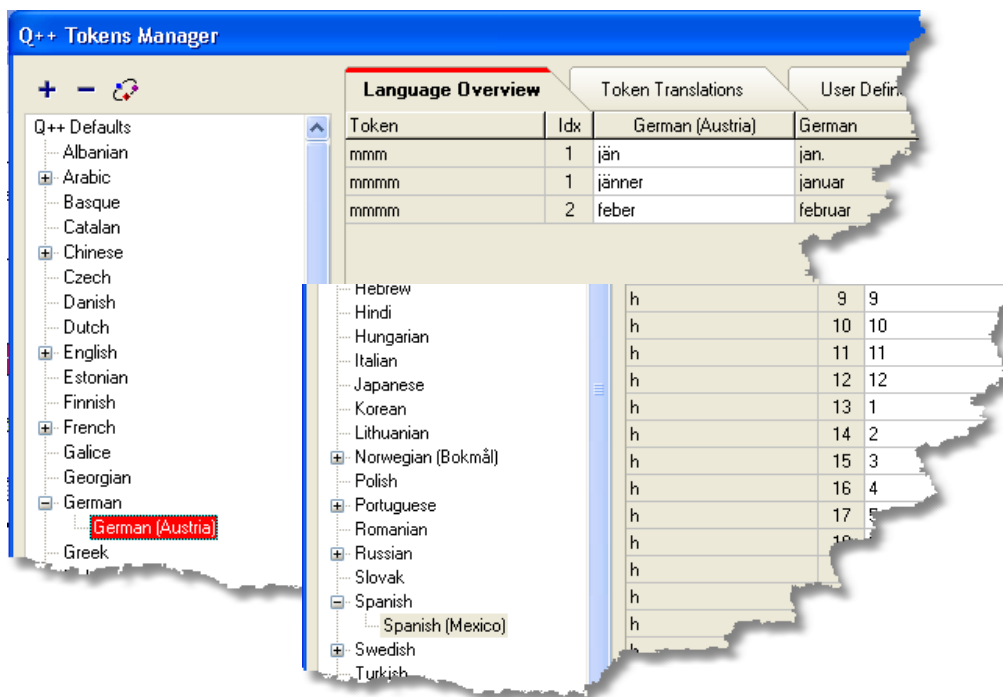 Q++ Tokens Manager
Language Overview Token Translations User Defin
Q++ Defaults
Albanian
Arabic
Basque
Catalan
Chinese
Czech
Danish
Dutch
English
Estonian
Finnish
French
Galice
Georgian
German
German (Austria)
Greek
Token Idx German (Austria) German
mmm 1 jän jan.
mmmm 1 jänner januar
mmmm 2 feber februar
Hebrew
Hindi
Hungarian
Italian
Japanese
Korean
Lithuanian
Norwegian (Bokmål)
Polish
Portuguese
Romanian
Russian
Slovak
Spanish
Spanish (Mexico)
Swedish
Turkish
h 9 9
h 10 10
h 11 11
h 12 12
h 13 1
h 14 2
h 15 3
h 16 4
h 17 5
h 18
h
h
h
h